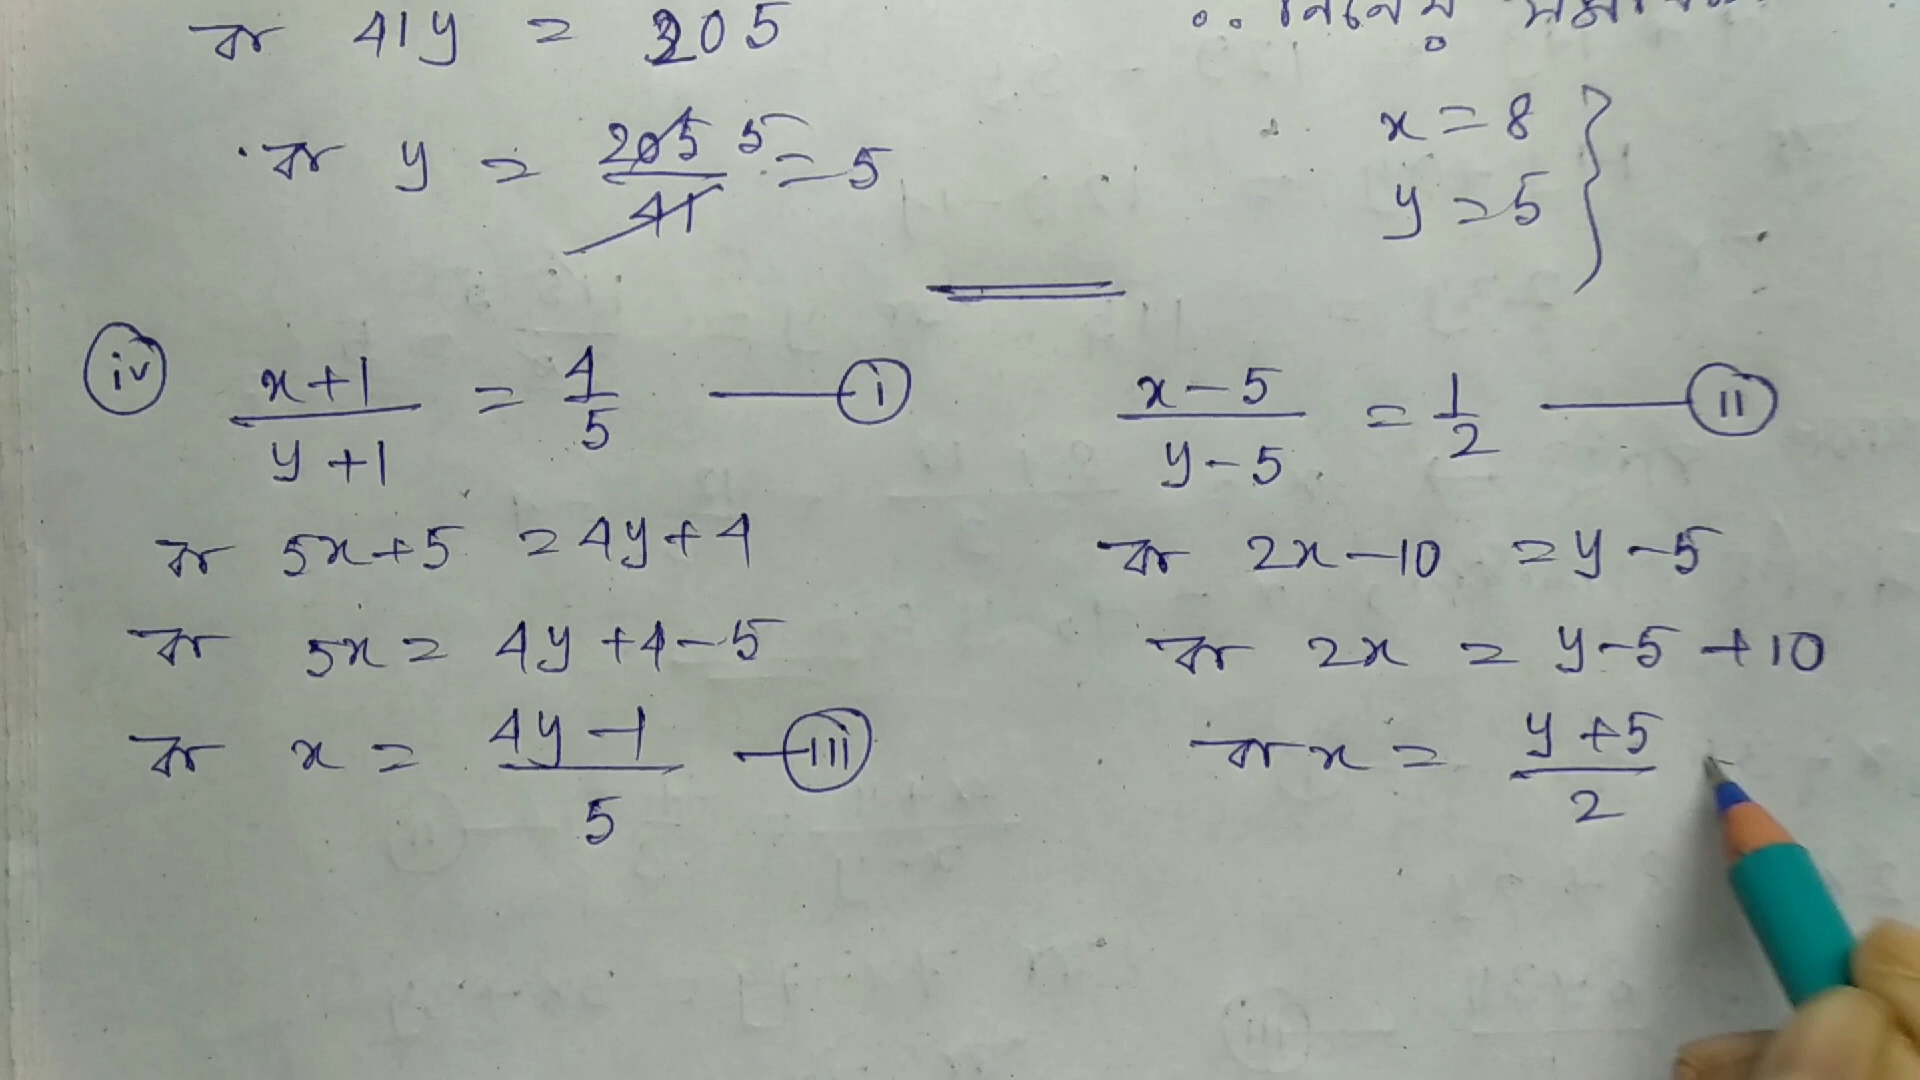 বা 41y = 205
∴ নির্ণেয়
বা y = 205/41 5 = 5
x = 8
y = 5 }
(iv) (x+1)/(y+1) = 4/5 —(i)
(x-5)/(y-5) = 1/2 —(ii)
বা 5x+5 = 4y+4
বা 2x-10 = y-5
বা 5x = 4y+4-5
বা 2x = y-5+10
বা x = (4y-1)/5 —(iii)
বা x = (y+5)/2